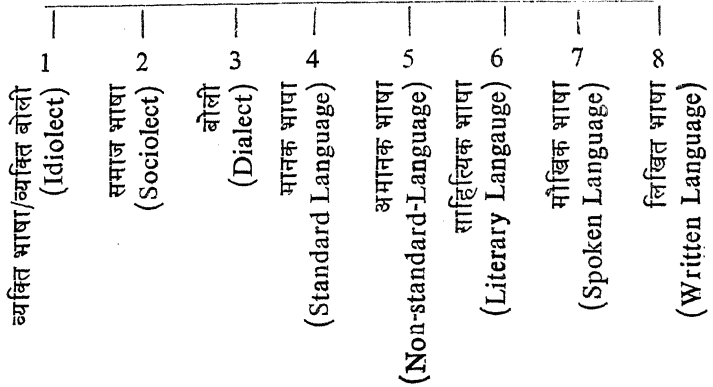 1
व्यक्ति भाषा/व्यक्ति बोली
(Idiolect)
2
समाज भाषा
(Sociolect)
3
बोली
(Dialect)
4
मानक भाषा
(Standard Language)
5
अमानक भाषा
(Non-standard-Language)
6
साहित्यिक भाषा
(Literary Langauge)
7
मौखिक भाषा
(Spoken Language)
8
लिखित भाषा
(Written Language)